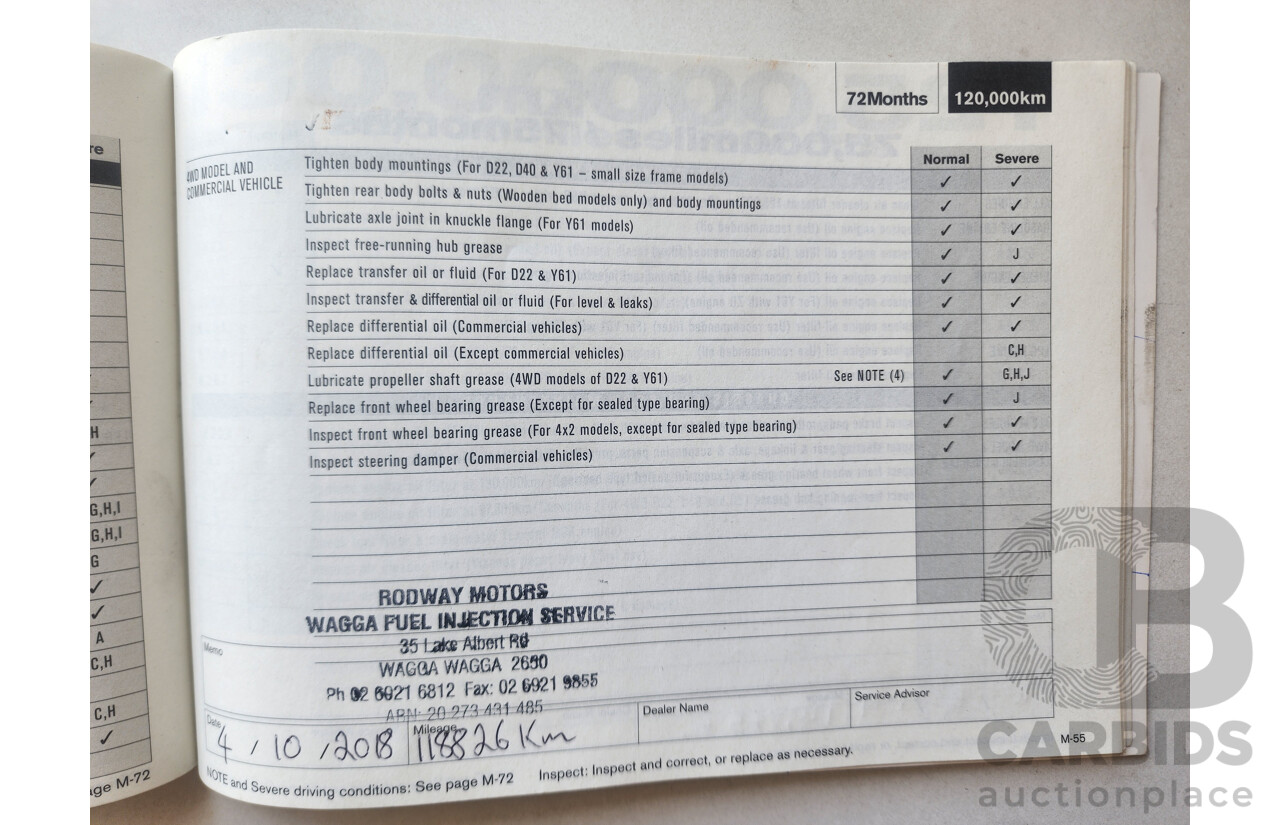 72Months 120,000km
Normal Severe
4WD MODEL AND
COMMERCIAL VEHICLE
Tighten body mountings (For D22, D40 & Y61 – small size frame models) ✓ ✓
Tighten rear body bolts & nuts (Wooden bed models only) and body mountings ✓ ✓
Lubricate axle joint in knuckle flange (For Y61 models) ✓ ✓
Inspect free-running hub grease ✓ J
Replace transfer oil or fluid (For D22 & Y61) ✓ ✓
Inspect transfer & differential oil or fluid (For level & leaks) ✓ ✓
Replace differential oil (Commercial vehicles) ✓ ✓
Replace differential oil (Except commercial vehicles) C,H
Lubricate propeller shaft grease (4WD models of D22 & Y61) See NOTE (4) ✓ G,H,J
Replace front wheel bearing grease (Except for sealed type bearing) ✓ J
Inspect front wheel bearing grease (For 4x2 models, except for sealed type bearing) ✓ ✓
Inspect steering damper (Commercial vehicles) ✓ ✓
RODWAY MOTORS
WAGGA FUEL INJECTION SERVICE
35 Lake Albert Rd
WAGGA WAGGA 2650
Ph 02 6921 6812 Fax: 02 6921 9855
ABN: 20 273 431 485
Memo
Date 4 / 10 / 2018 Mileage 118826 Km
Dealer Name
Service Advisor
NOTE and Severe driving conditions: See page M-72 Inspect: Inspect and correct, or replace as necessary.
M-55
re
H
✓
✓
G,H,I
G,H,I
G
✓
✓
A
C,H
C,H
✓
age M-72
CB
CARBIDS
auctionplace